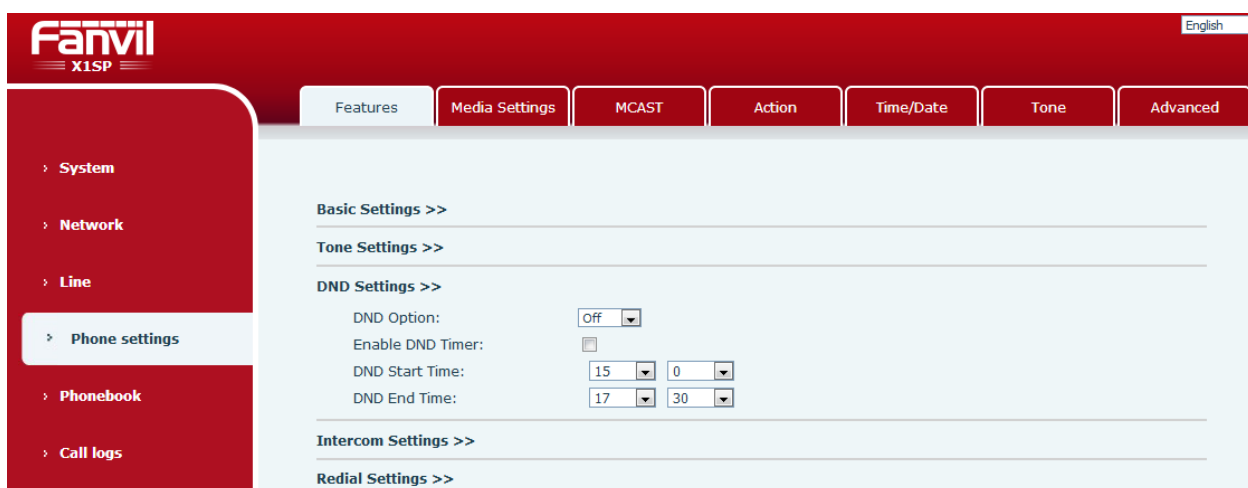 English
Fanvil
X1SP
Features Media Settings MCAST Action Time/Date Tone Advanced
› System
› Network
› Line
› Phone settings
› Phonebook
› Call logs
Basic Settings >>
Tone Settings >>
DND Settings >>
DND Option: Off
Enable DND Timer:
DND Start Time: 15 0
DND End Time: 17 30
Intercom Settings >>
Redial Settings >>